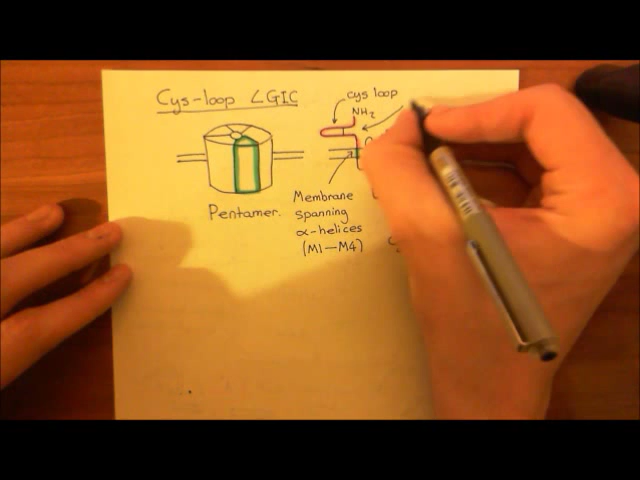 Cys-loop LGIC
cys loop
NH2
Pentamer.
Membrane
spanning
α-helices
(M1—M4)